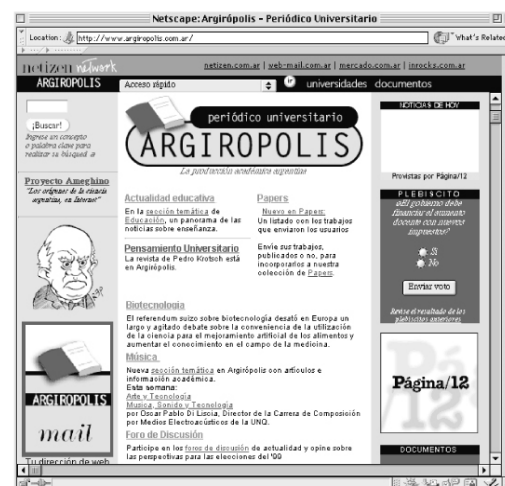 Netscape: Argirópolis - Periódico Universitario
Location: http://www.argiropolis.com.ar/
What's Related
netizen network
netizen.com.ar | web-mail.com.ar | mercado.com.ar | inrocks.com.ar
ARGIROPOLIS
Acceso rápido
ir
universidades documentos
¡Buscar!
Ingrese un concepto
o palabra clave para
realizar su búsqueda
Proyecto Ameghino
"Los orígenes de la ciencia
argentina, en Internet"
ARGIROPOLIS
mail
Tu dirección de web
periódico universitario
ARGIROPOLIS
La producción académica argentina
Actualidad educativa
En la sección temática de
Educación, un panorama de las
noticias sobre enseñanza.
Pensamiento Universitario
La revista de Pedro Krotsch está
en Argirópolis.
Papers
Nuevo en Papers:
Un listado con los trabajos
que enviaron los usuarios
Envíe sus trabajos,
publicados o no, para
incorporarlos a nuestra
colección de Papers.
Biotecnología
El referendum suizo sobre biotecnología desató en Europa un
largo y agitado debate sobre la conveniencia de la utilización
de la ciencia para el mejoramiento artificial de los alimentos y
aumentar el conocimiento en el campo de la medicina.
Música
Nueva sección temática en Argirópolis con artículos e
información académica.
Esta semana:
Arte y Tecnología
Musica, Sonido y Tecnología
por Oscar Pablo Di Liscia, Director de la Carrera de Composición
por Medios Electroacústicos de la UNQ.
Foro de Discusión
Participe en los foros de discusión de actualidad y opine sobre
las perspectivas para las elecciones del '99
NOTICIAS DE HOY
Provistas por Página/12
PLEBISCITO
¿El gobierno debe
financiar el aumento
docente con nuevos
impuestos?
Si
No
Enviar voto
Revise el resultado de los
plebiscitos anteriores
Página/12
DOCUMENTOS